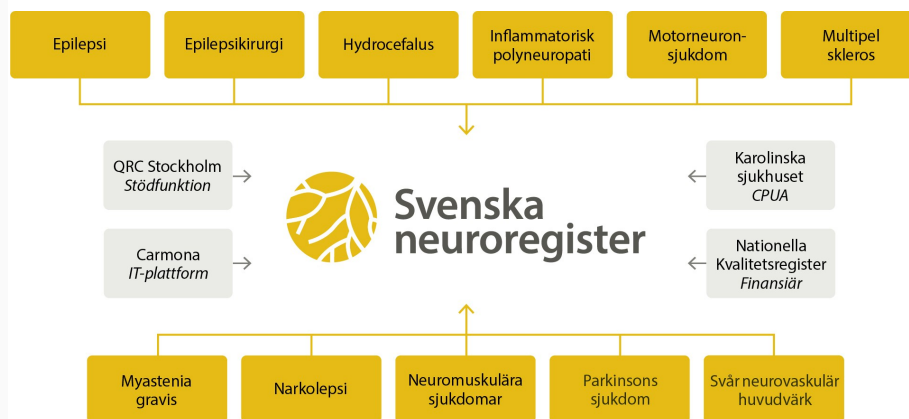 Epilepsi
Epilepsikirurgi
Hydrocefalus
Inflammatorisk
polyneuropati
Motorneuron-
sjukdom
Multipel
skleros
QRC Stockholm
Stödfunktion
Carmona
IT-plattform
Svenska
neuroregister
Karolinska
sjukhuset
CPUA
Nationella
Kvalitetsregister
Finansiär
Myastenia
gravis
Narkolepsi
Neuromuskulära
sjukdomar
Parkinsons
sjukdom
Svår neurovaskulär
huvudvärk